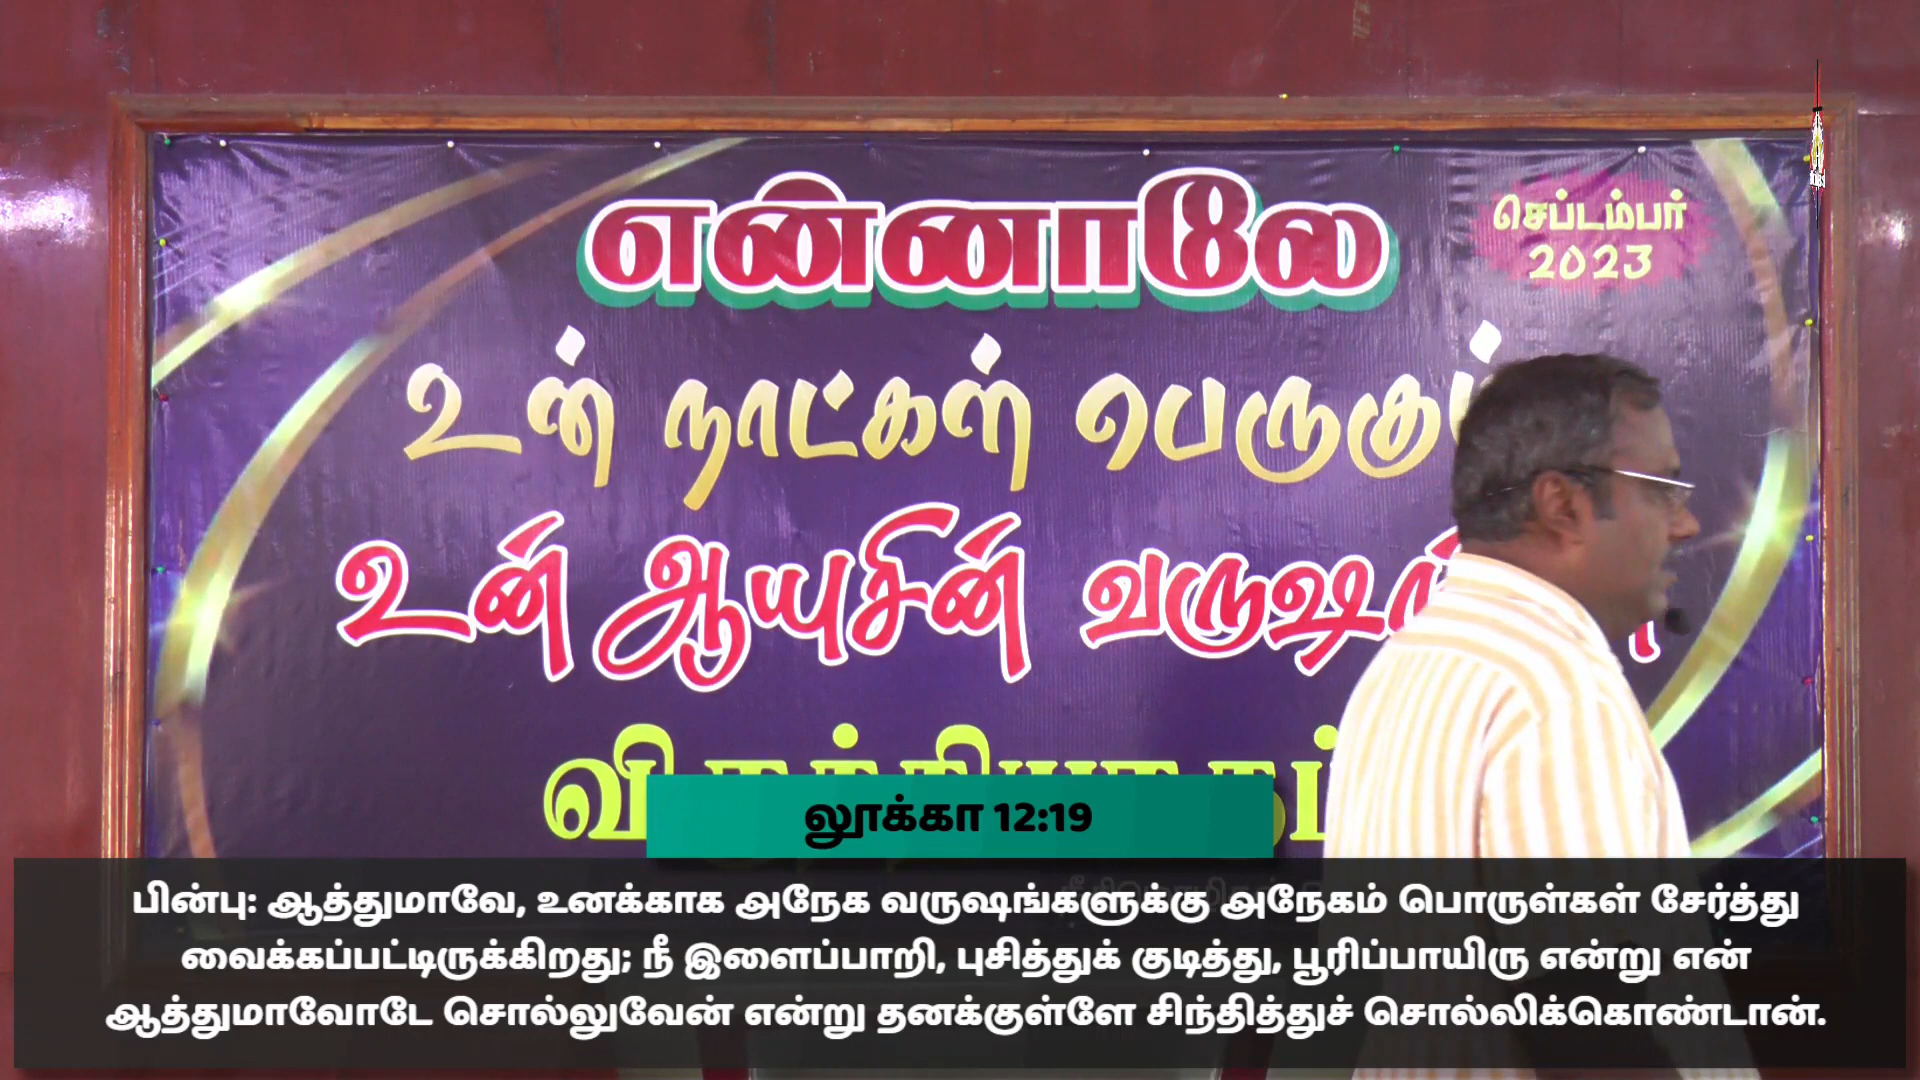 என்னாலே
செப்டம்பர்
2023
உன் நாட்கள்
உன் ஆயுசின்
லூக்கா 12:19
பின்பு: ஆத்துமாவே, உனக்காக அநேக வருஷங்களுக்கு அநேகம் பொருள்கள் சேர்த்து
வைக்கப்பட்டிருக்கிறது; நீ இளைப்பாறி, புசித்துக் குடித்து, பூரிப்பாயிரு என்று என்
ஆத்துமாவோடே சொல்லுவேன் என்று தனக்குள்ளே சிந்தித்துச் சொல்லிக்கொண்டான்.